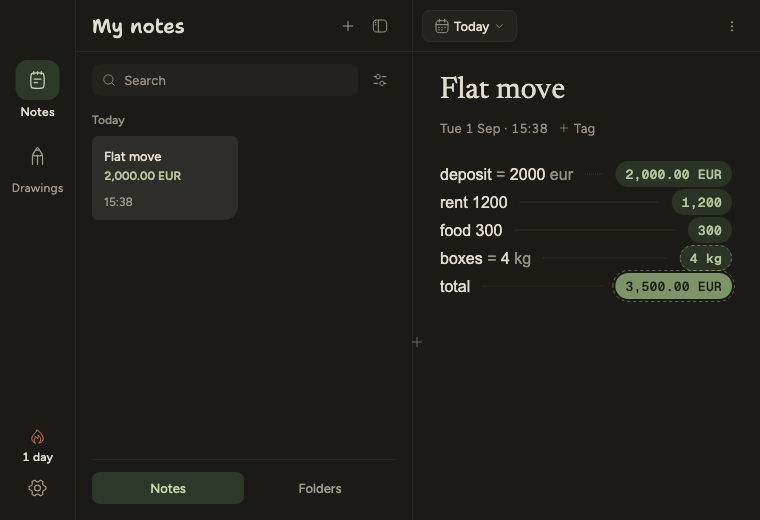 My notes
Today
Notes
Drawings
Search
Today
Flat move
2,000.00 EUR
15:38
Flat move
Tue 1 Sep · 15:38 + Tag
deposit = 2000 eur 2,000.00 EUR
rent 1200 1,200
food 300 300
boxes = 4 kg 4 kg
total 3,500.00 EUR
1 day
Notes
Folders